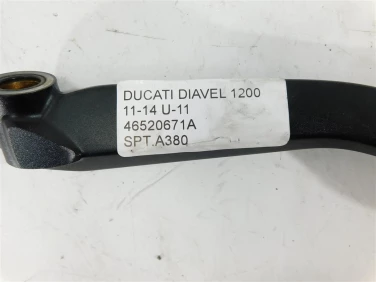 DUCATI DIAVEL 1200
11-14 U-11
46520671A
SPT.A380